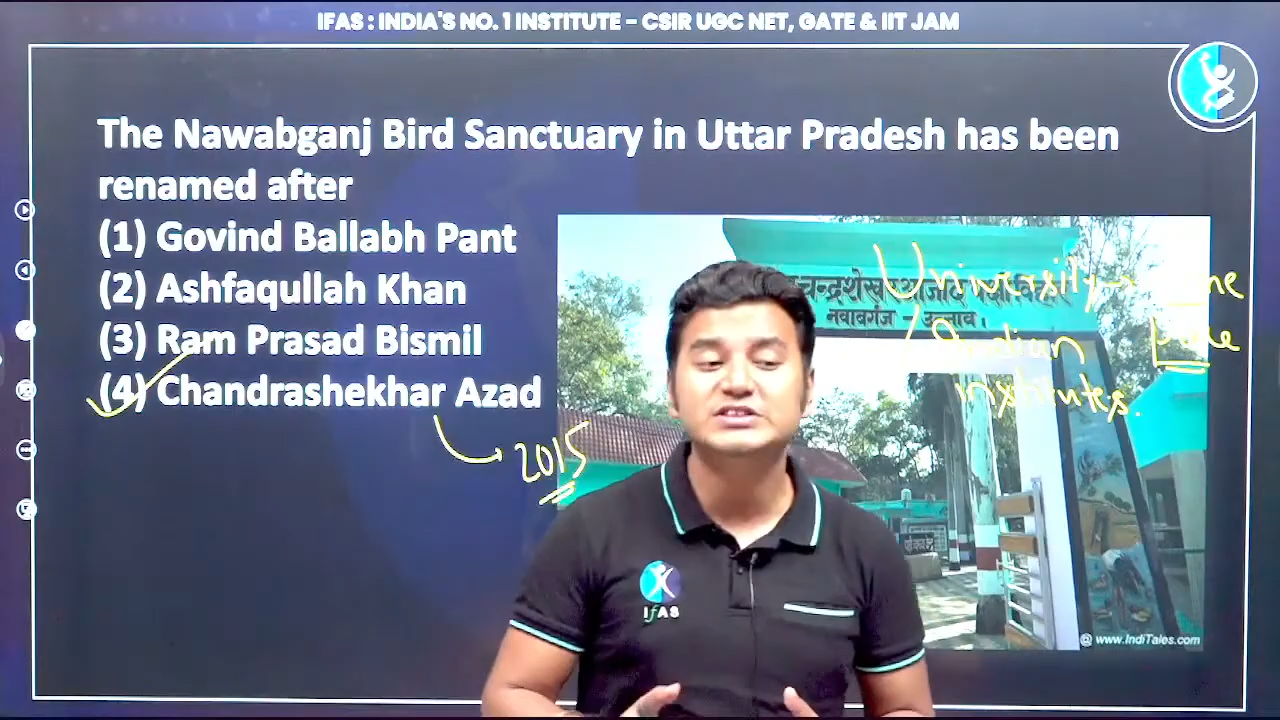 IFAS : INDIA'S NO. 1 INSTITUTE - CSIR UGC NET, GATE & IIT JAM
The Nawabganj Bird Sanctuary in Uttar Pradesh has been
renamed after
(1) Govind Ballabh Pant
(2) Ashfaqullah Khan
(3) Ram Prasad Bismil
(4) Chandrashekhar Azad
2015
चन्द्रशेखर आजाद
नवाबगंज - उन्नाव।
University
Indian
institutes.
IFAS
@ www.IndiTales.com